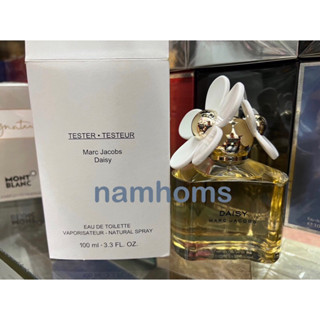 TESTER • TESTEUR
Marc Jacobs
Daisy
EAU DE TOILETTE
VAPORISATEUR - NATURAL SPRAY
100 ml - 3.3 FL. OZ.
namhoms
DAISY
MARC JACOBS
MONT
BLANC